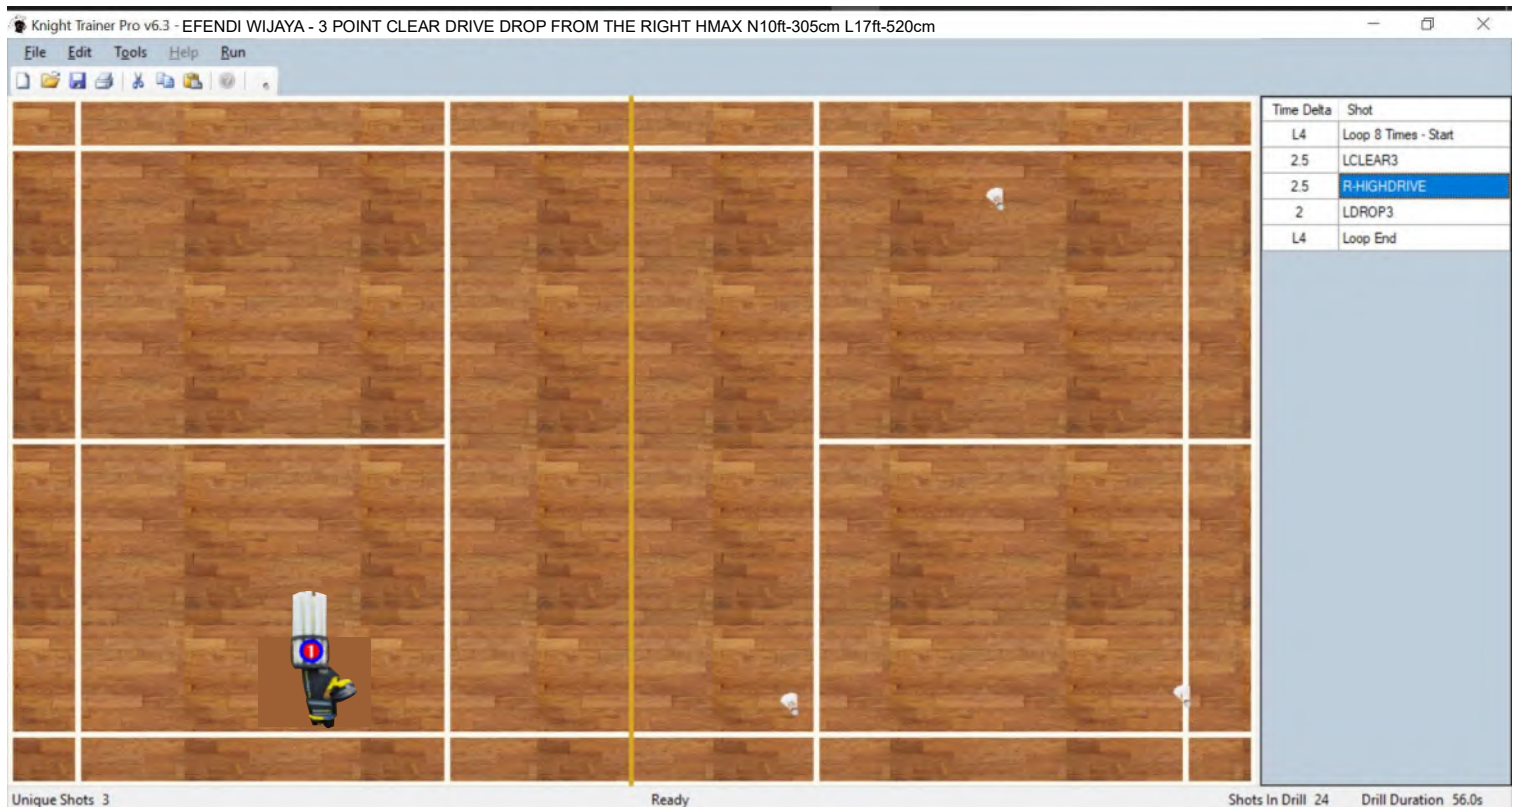 Knight Trainer Pro v6.3 - EFENDI WIJAYA - 3 POINT CLEAR DRIVE DROP FROM THE RIGHT HMAX N10ft-305cm L17ft-520cm
File Edit Tools Help Run
Time Delta Shot
L4 Loop 8 Times - Start
2.5 LCLEAR3
2.5 R-HIGHDRIVE
2 LDROP3
L4 Loop End
1
Unique Shots 3 Ready Shots In Drill 24 Drill Duration 56.0s